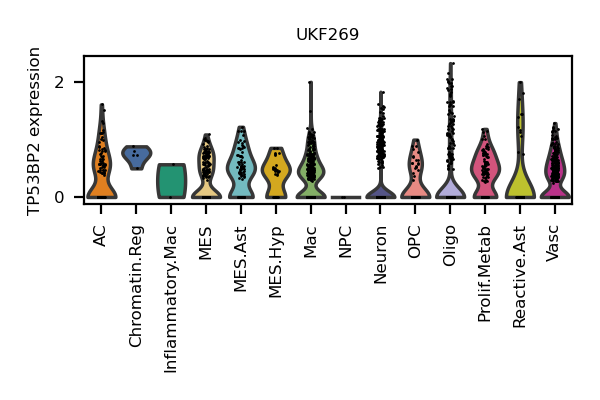 UKF269
TP53BP2 expression
2
0
AC
Chromatin.Reg
Inflammatory.Mac
MES
MES.Ast
MES.Hyp
Mac
NPC
Neuron
OPC
Oligo
Prolif.Metab
Reactive.Ast
Vasc